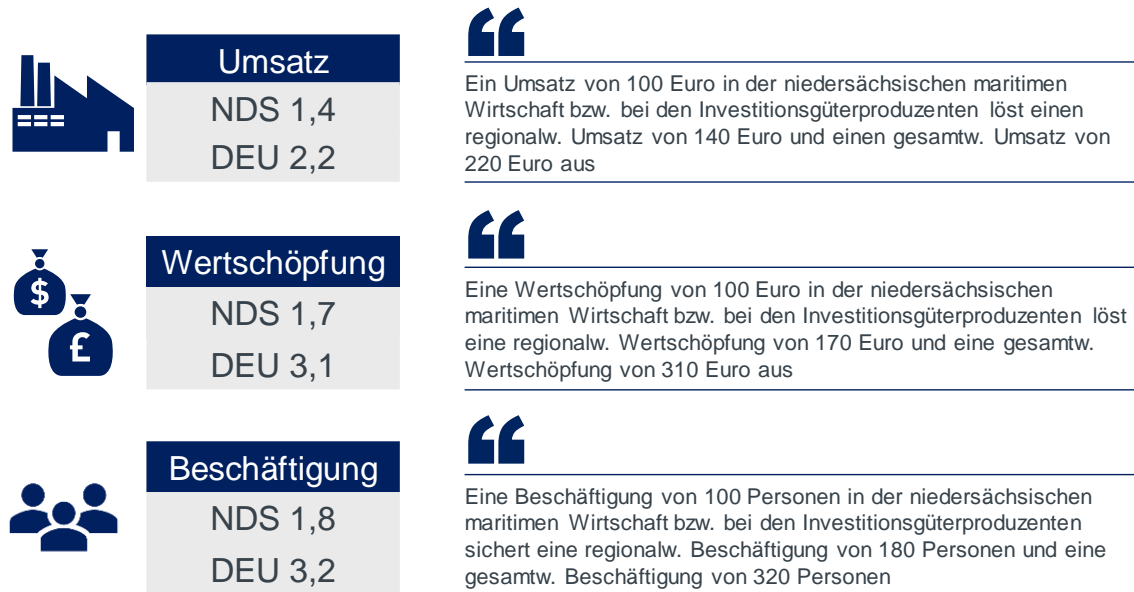 Umsatz
NDS 1,4
DEU 2,2
“
Ein Umsatz von 100 Euro in der niedersächsischen maritimen
Wirtschaft bzw. bei den Investitionsgüterproduzenten löst einen
regionalw. Umsatz von 140 Euro und einen gesamtw. Umsatz von
220 Euro aus
$
£
Wertschöpfung
NDS 1,7
DEU 3,1
“
Eine Wertschöpfung von 100 Euro in der niedersächsischen
maritimen Wirtschaft bzw. bei den Investitionsgüterproduzenten löst
eine regionalw. Wertschöpfung von 170 Euro und eine gesamtw.
Wertschöpfung von 310 Euro aus
Beschäftigung
NDS 1,8
DEU 3,2
“
Eine Beschäftigung von 100 Personen in der niedersächsischen
maritimen Wirtschaft bzw. bei den Investitionsgüterproduzenten
sichert eine regionalw. Beschäftigung von 180 Personen und eine
gesamtw. Beschäftigung von 320 Personen